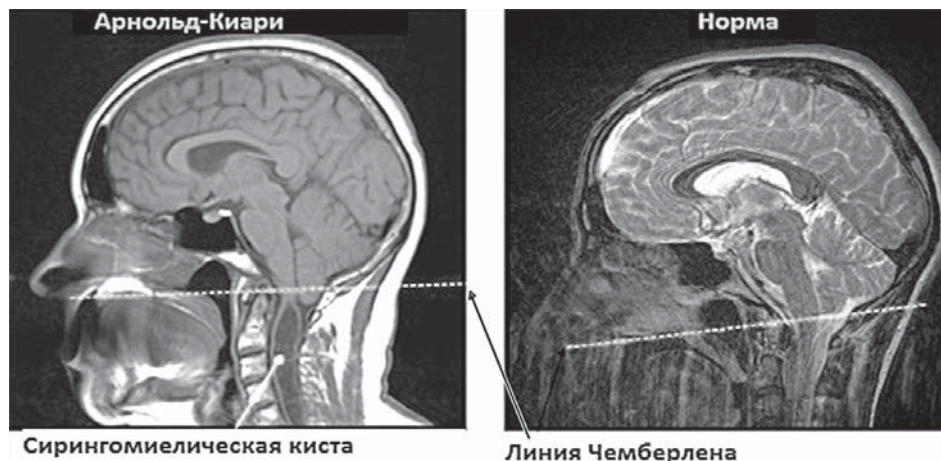 Арнольд-Киари
Норма
Сирингомиелическая киста
Линия Чемберлена